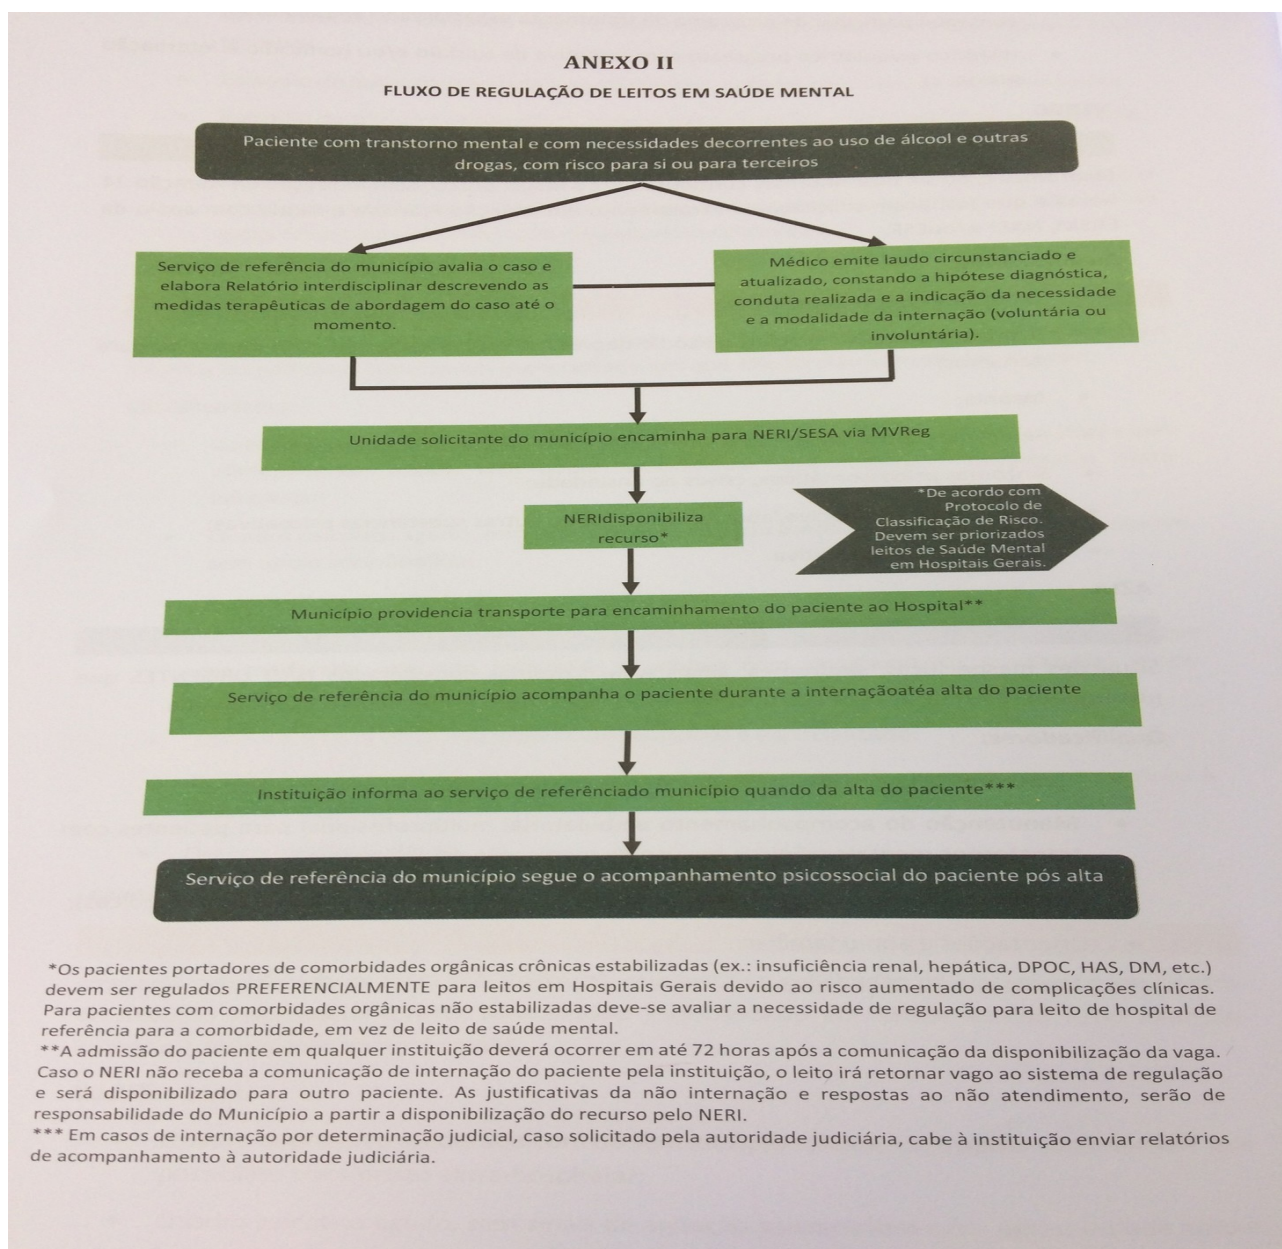 ANEXO II
FLUXO DE REGULAÇÃO DE LEITOS EM SAÚDE MENTAL
Paciente com transtorno mental e com necessidades decorrentes ao uso de álcool e outras
drogas, com risco para si ou para terceiros
Serviço de referência do município avalia o caso e
elabora Relatório interdisciplinar descrevendo as
medidas terapêuticas de abordagem do caso até o
momento.
Médico emite laudo circunstanciado e
atualizado, constando a hipótese diagnóstica,
conduta realizada e a indicação da necessidade
e a modalidade da internação (voluntária ou
involuntária).
Unidade solicitante do município encaminha para NERI/SESA via MVReg
NERIdisponibiliza
recurso*
*De acordo com
Protocolo de
Classificação de Risco.
Devem ser priorizados
leitos de Saúde Mental
em Hospitais Gerais.
Município providencia transporte para encaminhamento do paciente ao Hospital**
Serviço de referência do município acompanha o paciente durante a internaçãoatéa alta do paciente
Instituição informa ao serviço de referênciado município quando da alta do paciente***
Serviço de referência do município segue o acompanhamento psicossocial do paciente pós alta
*Os pacientes portadores de comorbidades orgânicas crônicas estabilizadas (ex.: insuficiência renal, hepática, DPOC, HAS, DM, etc.)
devem ser regulados PREFERENCIALMENTE para leitos em Hospitais Gerais devido ao risco aumentado de complicações clínicas.
Para pacientes com comorbidades orgânicas não estabilizadas deve-se avaliar a necessidade de regulação para leito de hospital de
referência para a comorbidade, em vez de leito de saúde mental.
**A admissão do paciente em qualquer instituição deverá ocorrer em até 72 horas após a comunicação da disponibilização da vaga.
Caso o NERI não receba a comunicação de internação do paciente pela instituição, o leito irá retornar vago ao sistema de regulação
e será disponibilizado para outro paciente. As justificativas da não internação e respostas ao não atendimento, serão de
responsabilidade do Município a partir a disponibilização do recurso pelo NERI.
*** Em casos de internação por determinação judicial, caso solicitado pela autoridade judiciária, cabe à instituição enviar relatórios
de acompanhamento à autoridade judiciária.